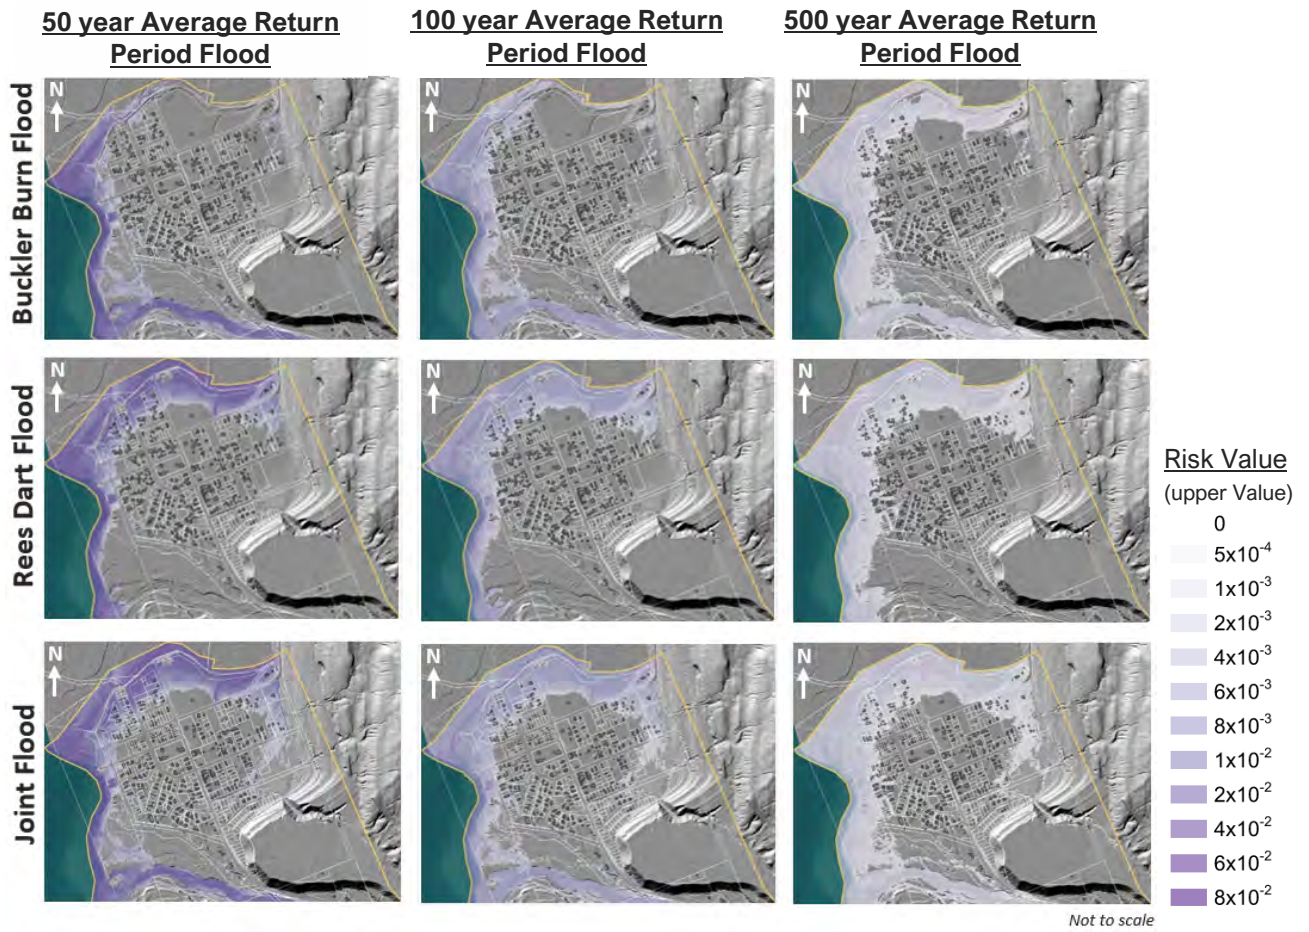 50 year Average Return
Period Flood
100 year Average Return
Period Flood
500 year Average Return
Period Flood
Buckler Burn Flood
N
N
N
Rees Dart Flood
N
N
N
Joint Flood
N
N
N
Risk Value
(upper Value)
0
5x10⁻⁴
1x10⁻³
2x10⁻³
4x10⁻³
6x10⁻³
8x10⁻³
1x10⁻²
2x10⁻²
4x10⁻²
6x10⁻²
8x10⁻²
Not to scale